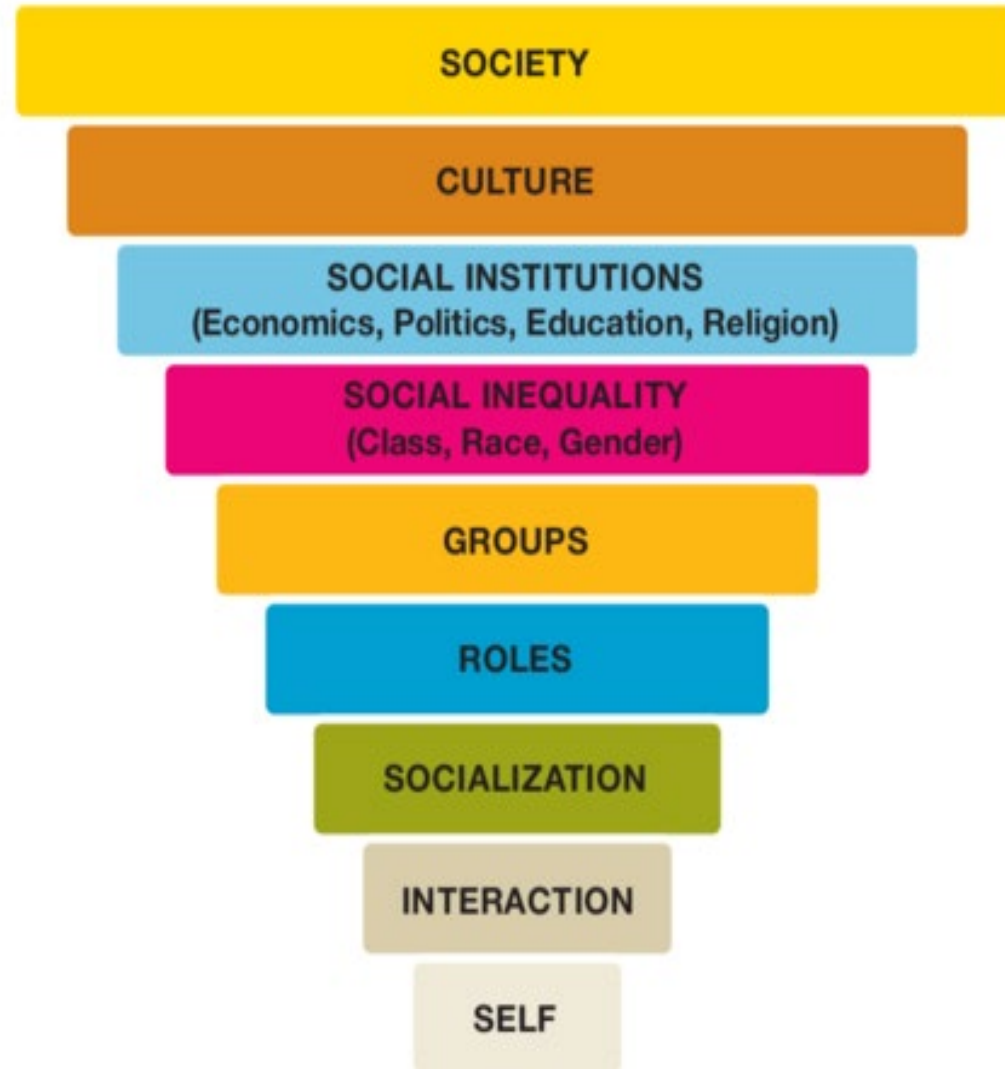 SOCIETY
CULTURE
SOCIAL INSTITUTIONS
(Economics, Politics, Education, Religion)
SOCIAL INEQUALITY
(Class, Race, Gender)
GROUPS
ROLES
SOCIALIZATION
INTERACTION
SELF